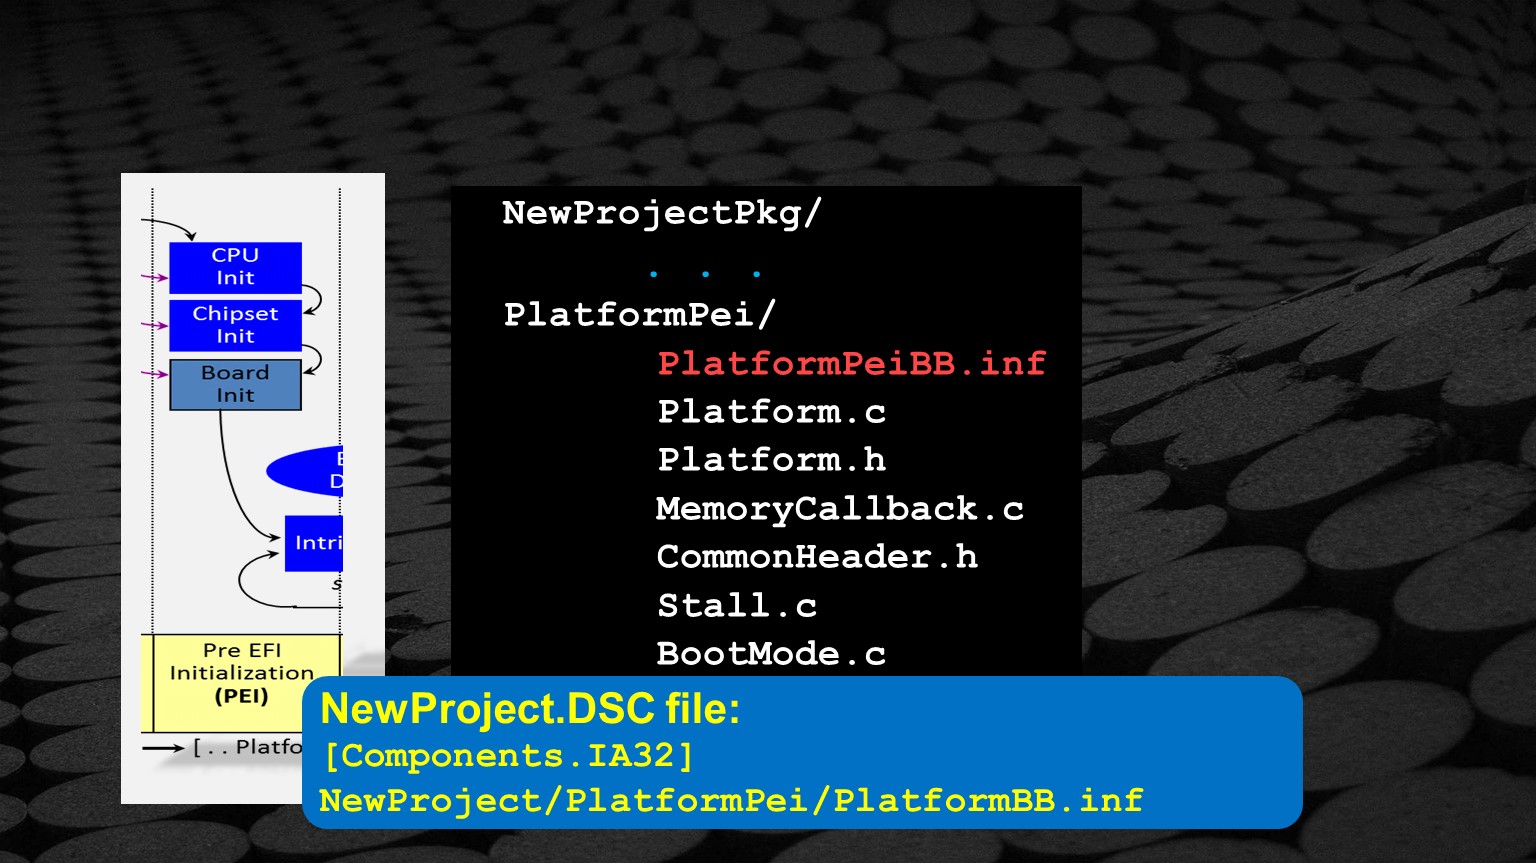 CPU
Init
Chipset
Init
Board
Init
Intri
s
Pre EFI
Initialization
(PEI)
[ . . Platfo
NewProjectPkg/
. . .
PlatformPei/
PlatformPeiBB.inf
Platform.c
Platform.h
MemoryCallback.c
CommonHeader.h
Stall.c
BootMode.c
NewProject.DSC file:
[Components.IA32]
NewProject/PlatformPei/PlatformBB.inf